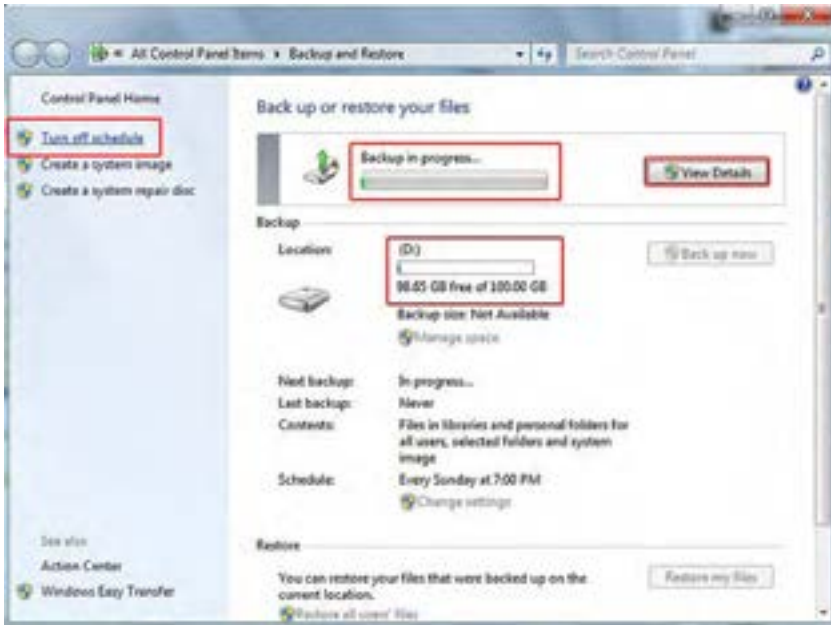 All Control Panel Items ▸ Backup and Restore
Search Control Panel
Control Panel Home
Turn off schedule
Create a system image
Create a system repair disc
Back up or restore your files
Backup in progress...
View Details
Backup
Location:
(D:)
98.65 GB free of 100.00 GB
Back up now
Backup size: Not Available
Manage space
Next backup:
In progress...
Last backup:
Never
Contents:
Files in libraries and personal folders for
all users, selected folders and system
image
Schedule:
Every Sunday at 7:00 PM
Change settings
See also
Action Center
Windows Easy Transfer
Restore
You can restore your files that were backed up on the
current location.
Restore my files
Restore all users' files